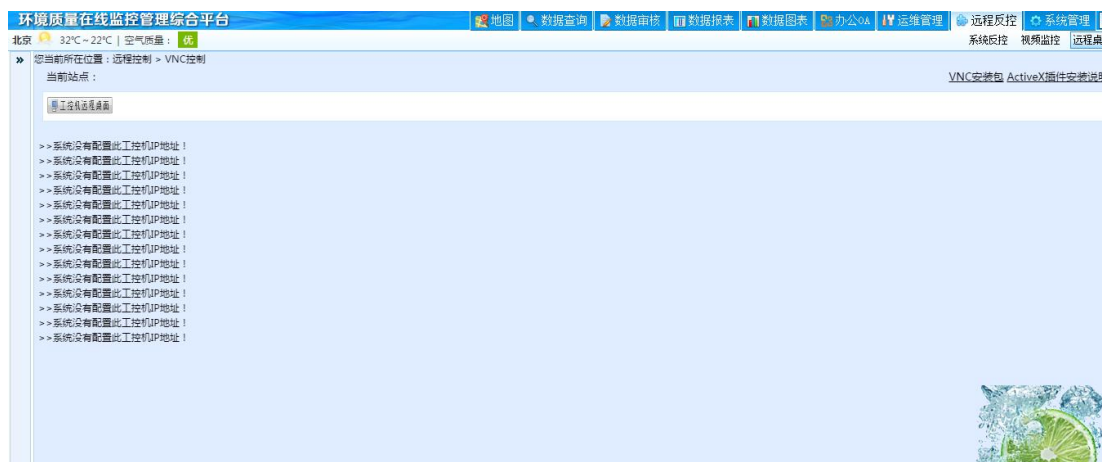 环境质量在线监控管理综合平台
地图 数据查询 数据审核 数据报表 数据图表 办公OA 运维管理 远程反控 系统管理
北京 32℃~22℃ | 空气质量： 优
系统反控 视频监控 远程桌
» 您当前所在位置：远程控制 > VNC控制
当前站点：
VNC安装包 ActiveX插件安装说明
工控机远程桌面
>>系统没有配置此工控机IP地址！
>>系统没有配置此工控机IP地址！
>>系统没有配置此工控机IP地址！
>>系统没有配置此工控机IP地址！
>>系统没有配置此工控机IP地址！
>>系统没有配置此工控机IP地址！
>>系统没有配置此工控机IP地址！
>>系统没有配置此工控机IP地址！
>>系统没有配置此工控机IP地址！
>>系统没有配置此工控机IP地址！
>>系统没有配置此工控机IP地址！
>>系统没有配置此工控机IP地址！
>>系统没有配置此工控机IP地址！
>>系统没有配置此工控机IP地址！